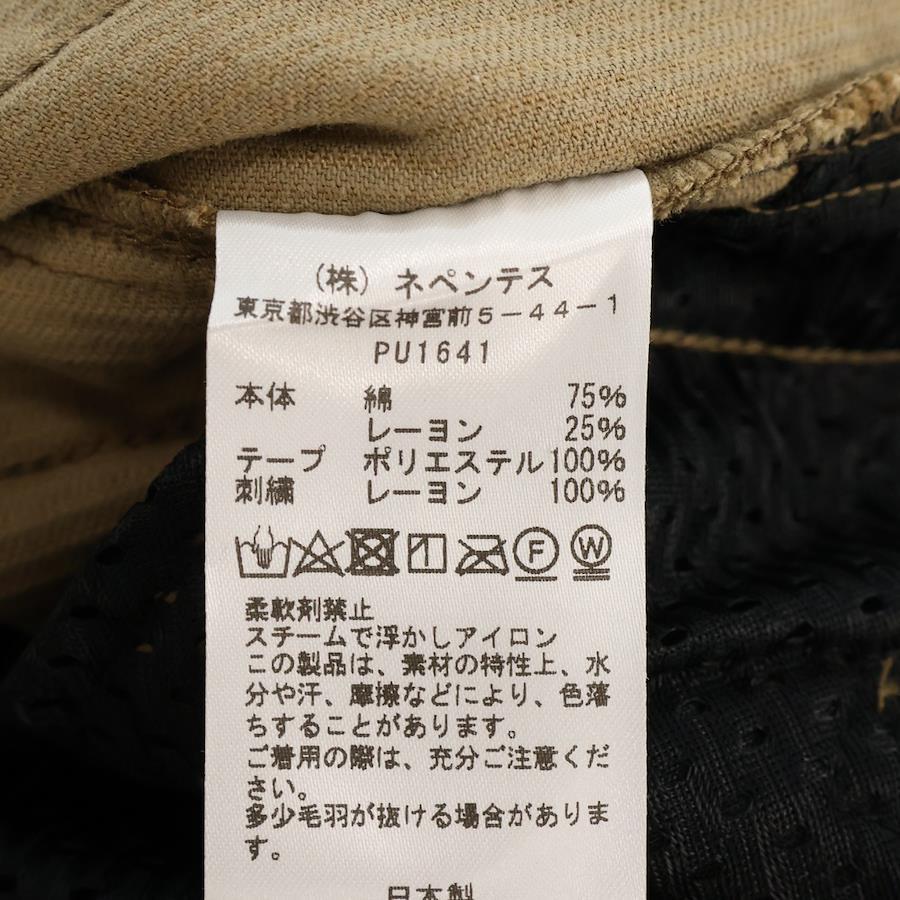 (株) ネペンテス
東京都渋谷区神宮前5-44-1
PU1641
本体 綿 75%
レーヨン 25%
テープ ポリエステル100%
刺繍 レーヨン 100%
F W
柔軟剤禁止
スチームで浮かしアイロン
この製品は、素材の特性上、水
分や汗、摩擦などにより、色落
ちすることがあります。
ご着用の際は、充分ご注意くだ
さい。
多少毛羽が抜ける場合がありま
す。
日本製